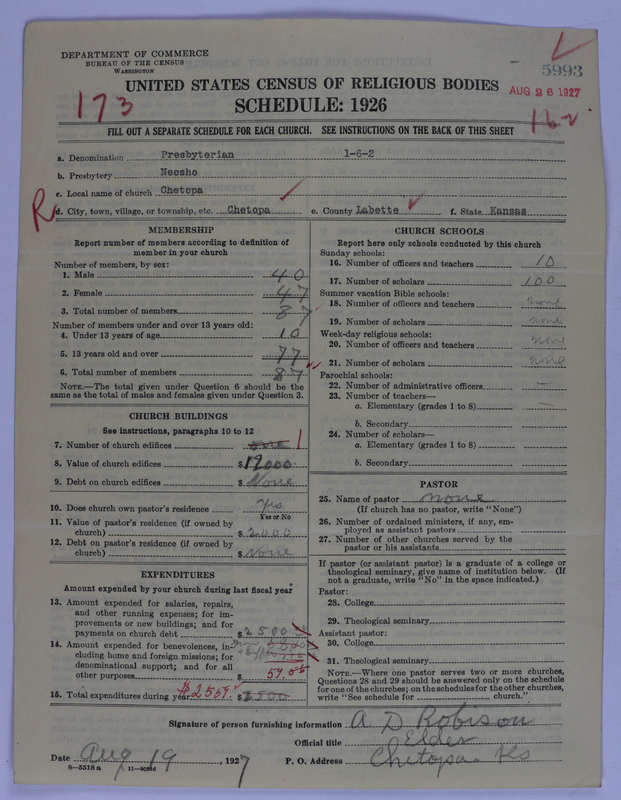 DEPARTMENT OF COMMERCE
BUREAU OF THE CENSUS
WASHINGTON
5993
UNITED STATES CENSUS OF RELIGIOUS BODIES
AUG 26 1927
173
SCHEDULE: 1926
162.
FILL OUT A SEPARATE SCHEDULE FOR EACH CHURCH. SEE INSTRUCTIONS ON THE BACK OF THIS SHEET
a. Denomination Presbyterian 1-6-2
b. Presbytery Neosho
c. Local name of church Chetopa
R d. City, town, village, or township, etc. Chetopa e. County Labette f. State Kansas
MEMBERSHIP
Report number of members according to definition of
member in your church
Number of members, by sex:
1. Male 40
2. Female 47
3. Total number of members 87
Number of members under and over 13 years old:
4. Under 13 years of age 10
5. 13 years old and over 77
6. Total number of members 87
NOTE.—The total given under Question 6 should be the
same as the total of males and females given under Question 3.
CHURCH BUILDINGS
See instructions, paragraphs 10 to 12
7. Number of church edifices 1
8. Value of church edifices $ 19000
9. Debt on church edifices $ None
10. Does church own pastor's residence? Yes
Yes or No
11. Value of pastor's residence (if owned by
church) $ 2000
12. Debt on pastor's residence (if owned by
church) $ None
EXPENDITURES
Amount expended by your church during last fiscal year
13. Amount expended for salaries, repairs,
and other running expenses; for im-
provements or new buildings; and for
payments on church debt $ 2500
14. Amount expended for benevolences, in-
cluding home and foreign missions; for
denominational support; and for all
other purposes $ 59.05
15. Total expenditures during year $2559. $ 2500
CHURCH SCHOOLS
Report here only schools conducted by this church
Sunday schools:
16. Number of officers and teachers 10
17. Number of scholars 100
Summer vacation Bible schools:
18. Number of officers and teachers none
19. Number of scholars none
Week-day religious schools:
20. Number of officers and teachers none
21. Number of scholars none
Parochial schools:
22. Number of administrative officers —
23. Number of teachers—
a. Elementary (grades 1 to 8) —
b. Secondary
24. Number of scholars—
a. Elementary (grades 1 to 8) —
b. Secondary
PASTOR
25. Name of pastor none
(If church has no pastor, write "None")
26. Number of ordained ministers, if any, em-
ployed as assistant pastors
27. Number of other churches served by the
pastor or his assistants
If pastor (or assistant pastor) is a graduate of a college or
theological seminary, give name of institution below. (If
not a graduate, write "No" in the space indicated.)
Pastor:
28. College
29. Theological seminary
Assistant pastor:
30. College
31. Theological seminary
NOTE.—Where one pastor serves two or more churches,
Questions 28 and 29 should be answered only on the schedule
for one of the churches; on the schedules for the other churches,
write "See schedule for church."
Signature of person furnishing information A D Robison
Official title Elder
Date Aug 19, 1927 P. O. Address Chetopa Ks
8—5518 a